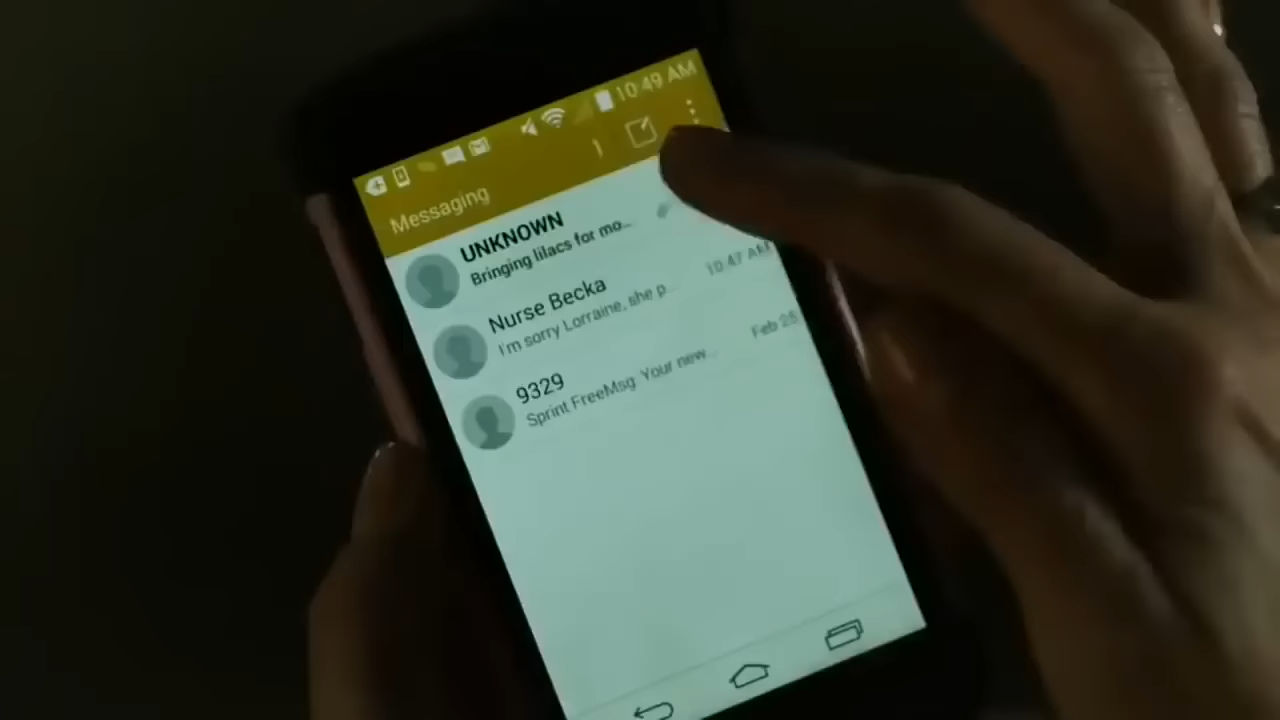 10:49 AM
1
Messaging
UNKNOWN
Bringing lilacs for mo...
Nurse Becka
10:47 AM
I'm sorry Lorraine, she p...
9329
Feb 25
Sprint FreeMsg: Your new...